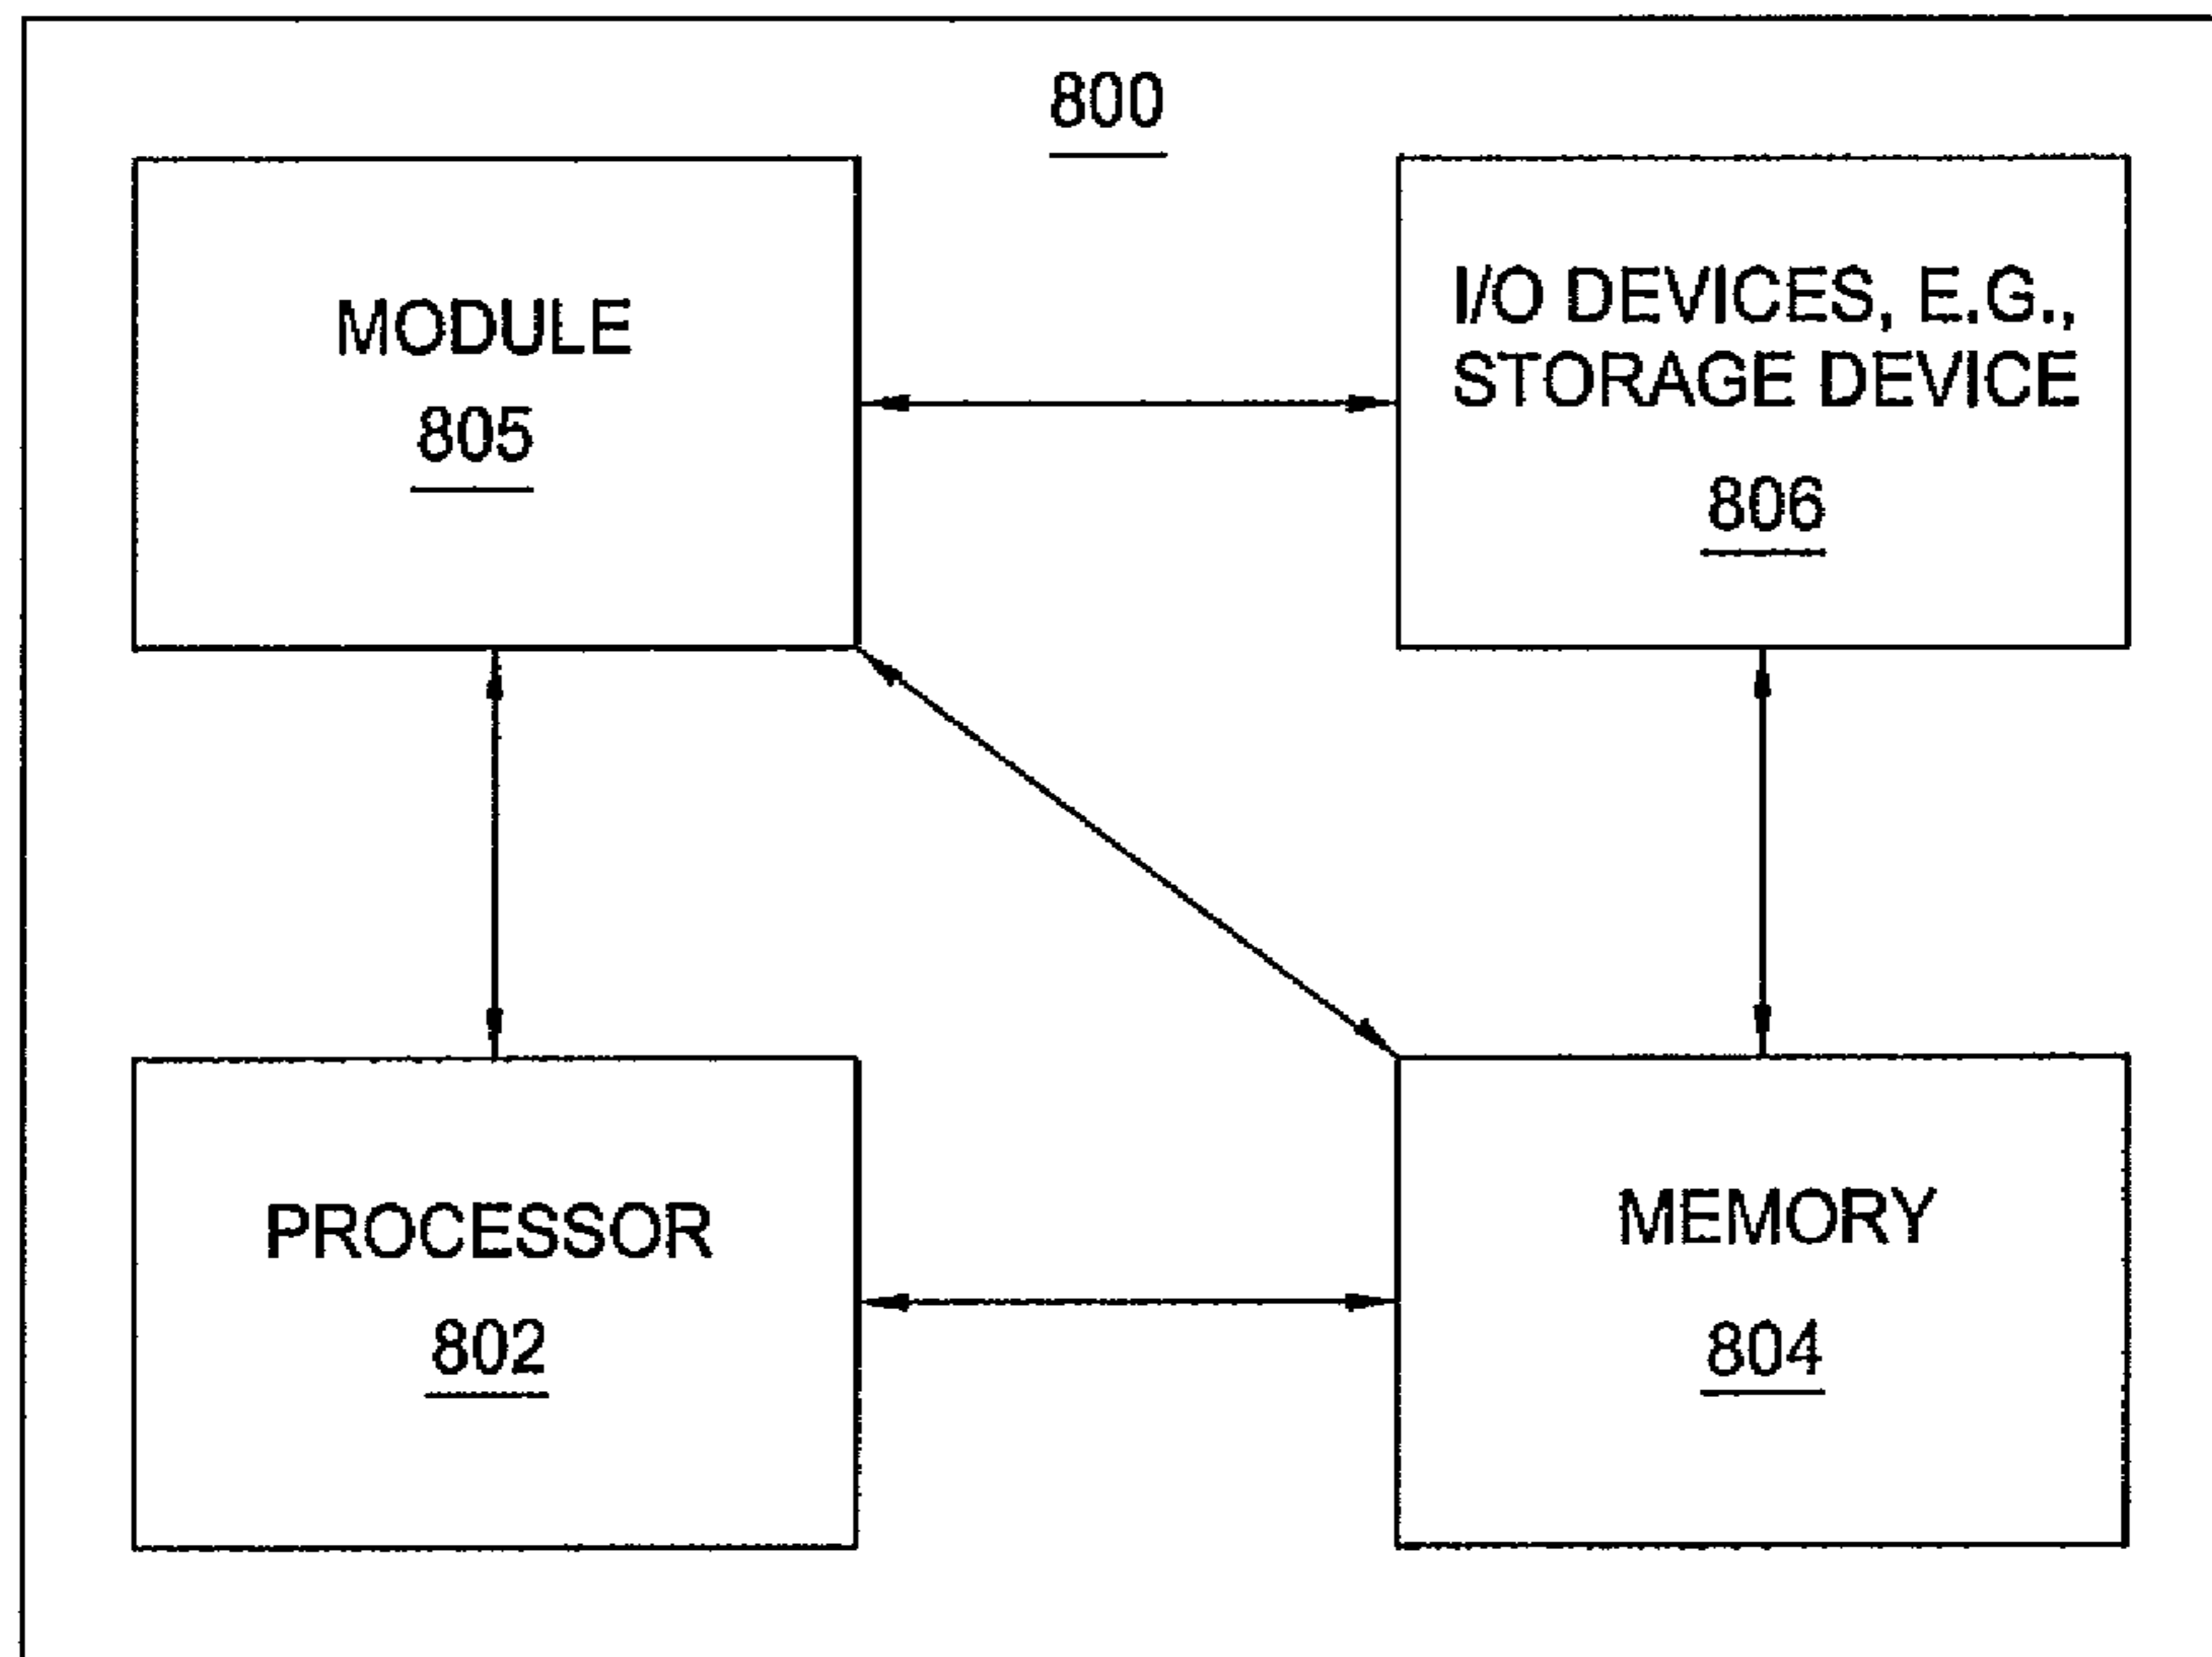 800
MODULE
805
I/O DEVICES, E.G.,
STORAGE DEVICE
806
PROCESSOR
802
MEMORY
804